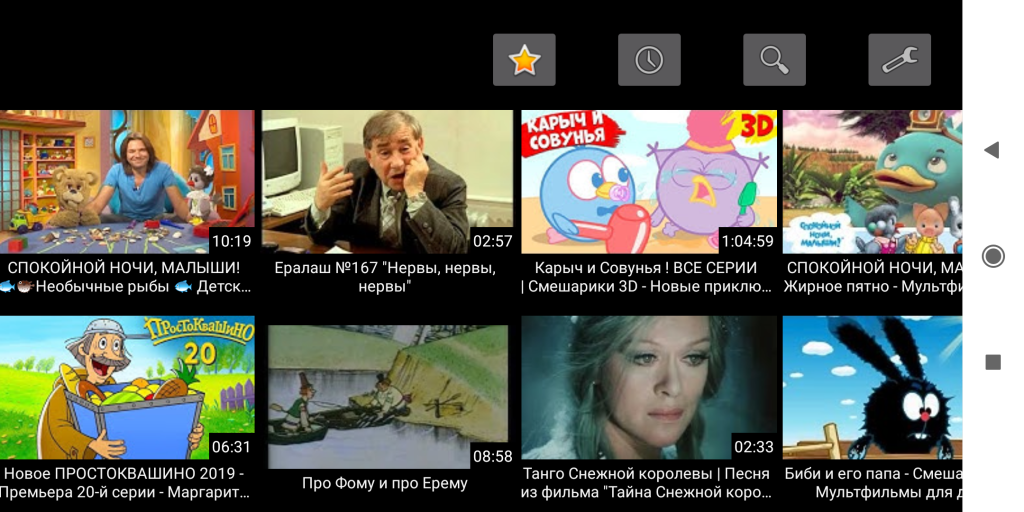 КАРЫЧ И
СОВУНЬЯ
3D
10:19
02:57
1:04:59
СПОКОЙНОЙ
НОЧИ,
МАЛЫШИ!
СПОКОЙНОЙ НОЧИ, МАЛЫШИ!
🐟🐡Необычные рыбы 🐟 Детск...
Ералаш №167 "Нервы, нервы,
нервы"
Карыч и Совунья ! ВСЕ СЕРИИ
| Смешарики 3D - Новые приклю...
СПОКОЙНОЙ НОЧИ, МА
Жирное пятно - Мультфи
ПРОСТОКВАШИНО
20
06:31
08:58
02:33
Новое ПРОСТОКВАШИНО 2019 -
Премьера 20-й серии - Маргарит...
Про Фому и про Ерему
Танго Снежной королевы | Песня
из фильма "Тайна Снежной коро...
Биби и его папа - Смеша
Мультфильмы для д